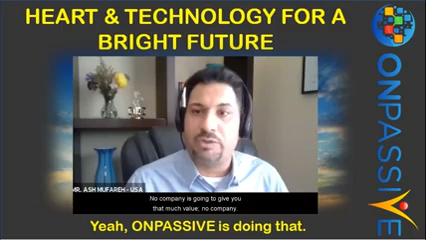 HEART & TECHNOLOGY FOR A
BRIGHT FUTURE
ONPASSIVE
MR. ASH MUFAREH - USA
No company is going to give you
that much value; no company.
Yeah, ONPASSIVE is doing that.